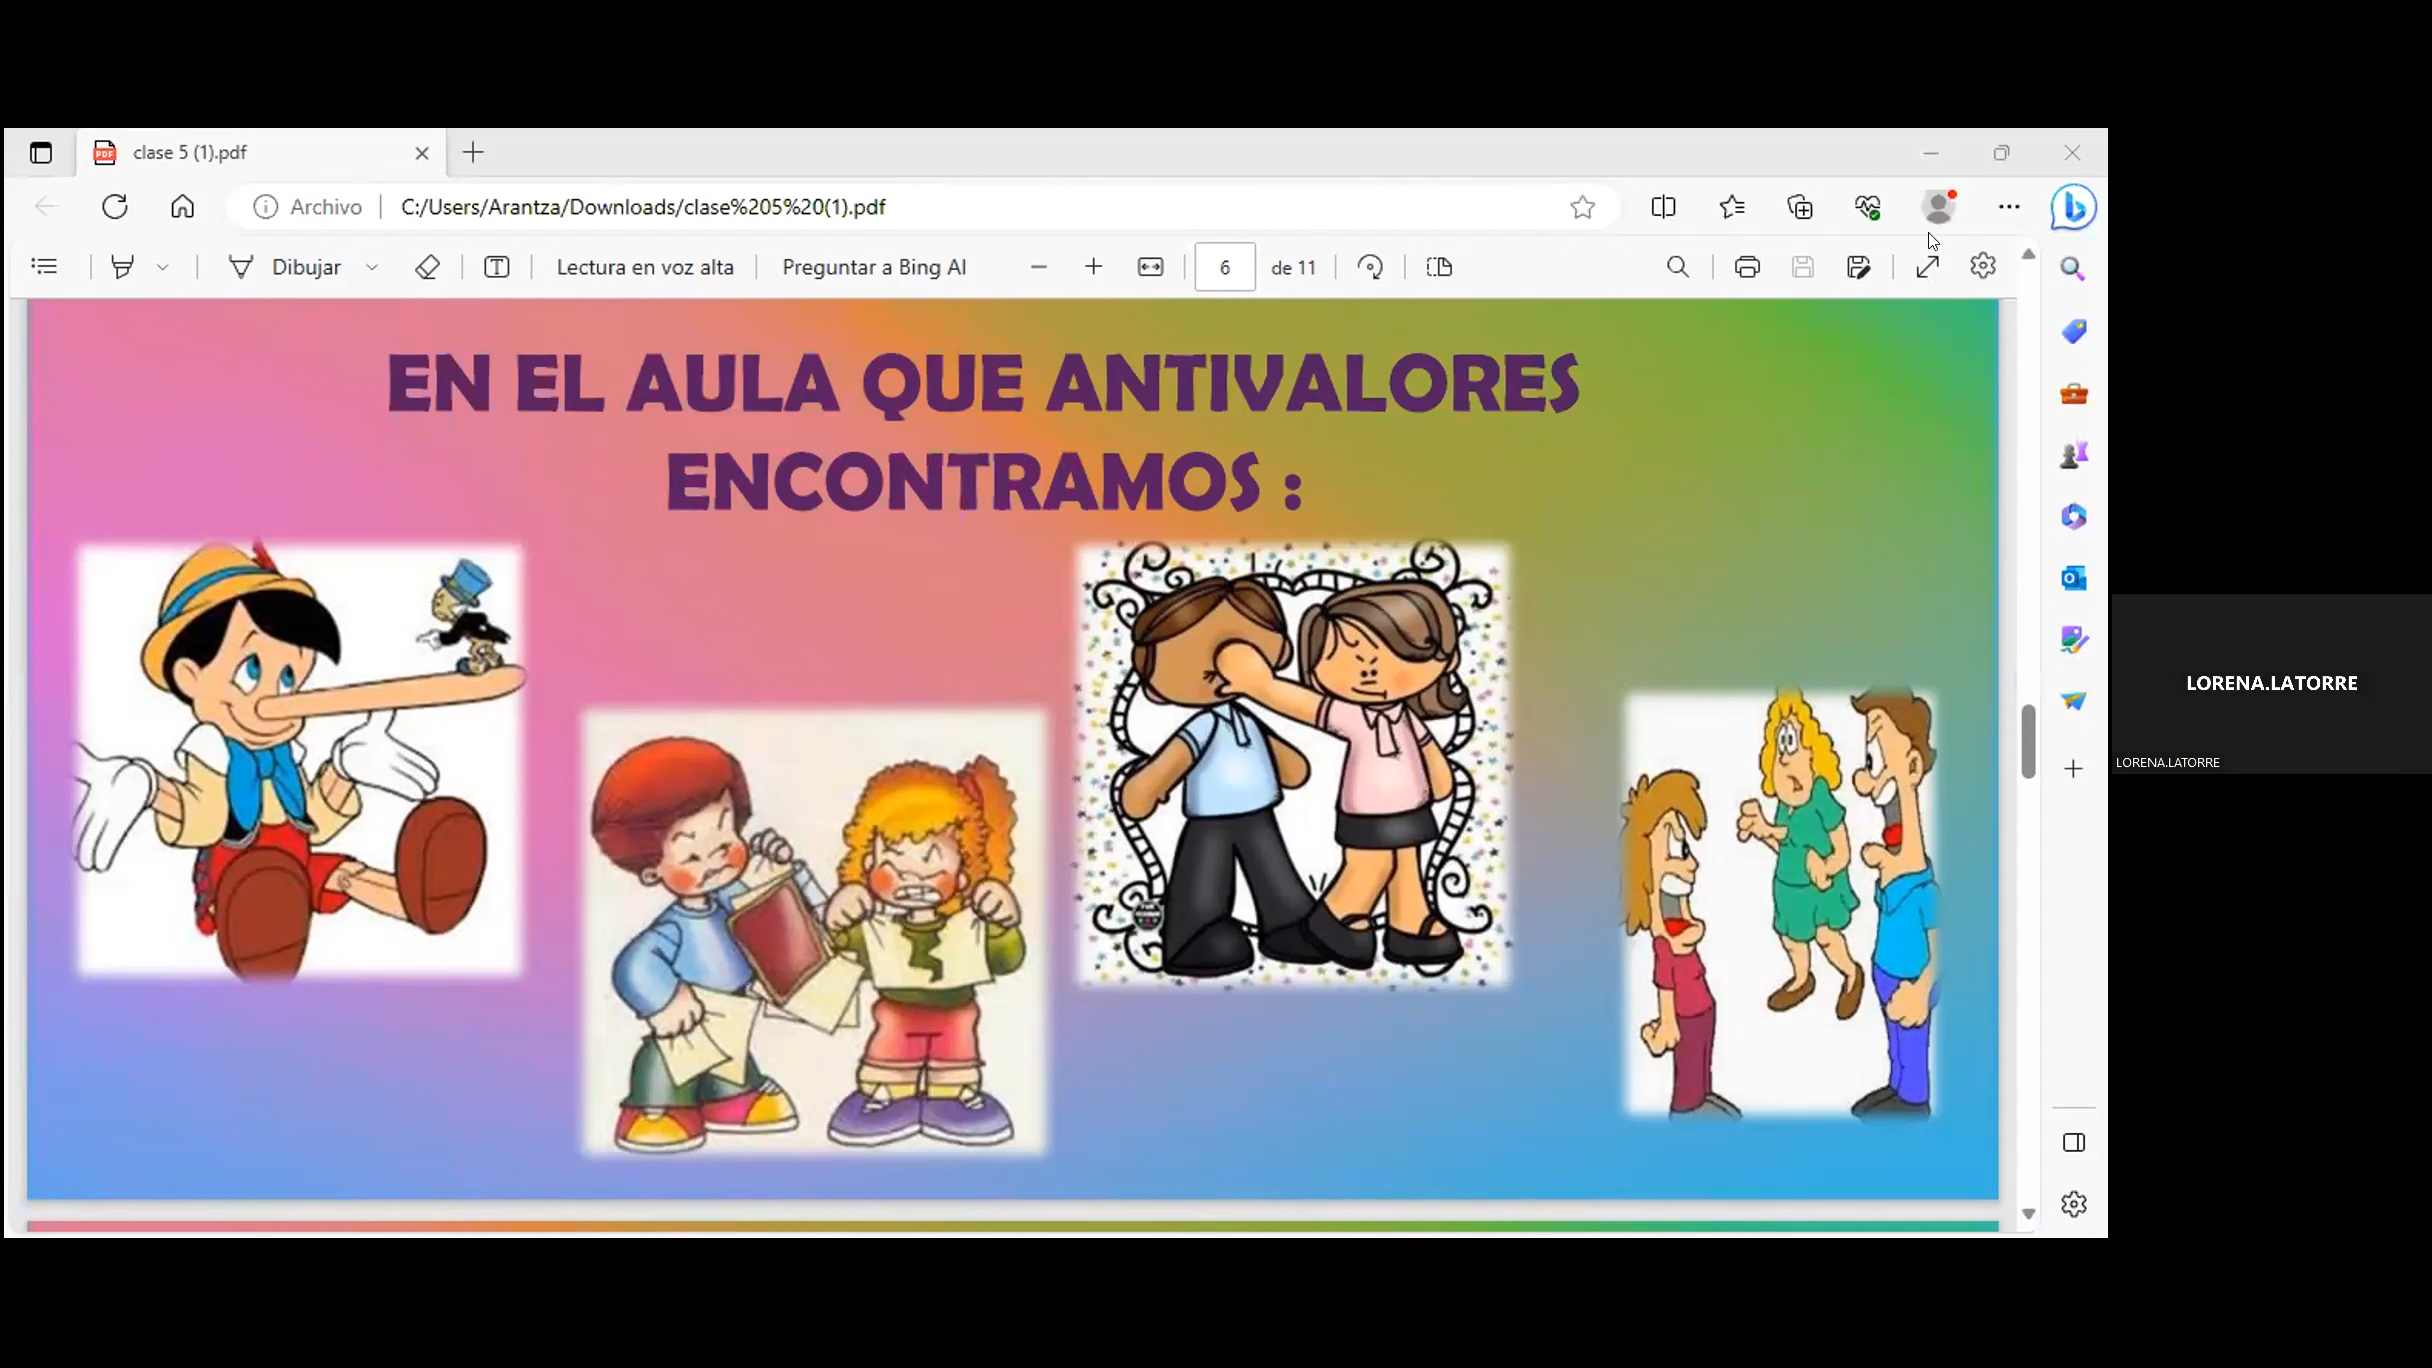 clase 5 (1).pdf
Archivo
C:/Users/Arantza/Downloads/clase%205%20(1).pdf
Dibujar
Lectura en voz alta
Preguntar a Bing AI
6
de 11
EN EL AULA QUE ANTIVALORES
ENCONTRAMOS :
LORENA.LATORRE
LORENA.LATORRE